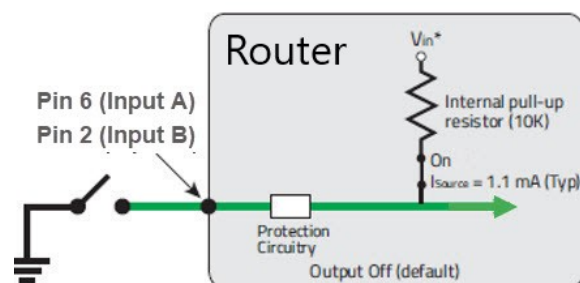 Router
Vin*
Pin 6 (Input A)
Pin 2 (Input B)
Internal pull-up
resistor (10K)
On
ISource = 1.1 mA (Typ)
Protection
Circuitry
Output Off (default)